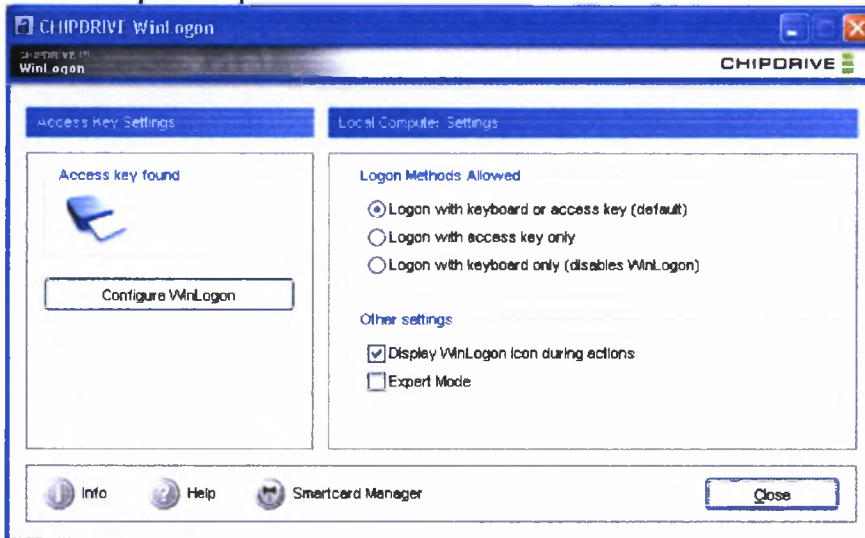 CHIPDRIVE WinLogon
CHIPDRIVE™
WinLogon
CHIPDRIVE
Access Key Settings
Local Computer Settings
Access key found
Configure WinLogon
Logon Methods Allowed
Logon with keyboard or access key (default)
Logon with access key only
Logon with keyboard only (disables WinLogon)
Other settings
Display WinLogon icon during actions
Expert Mode
Info
Help
Smartcard Manager
Close